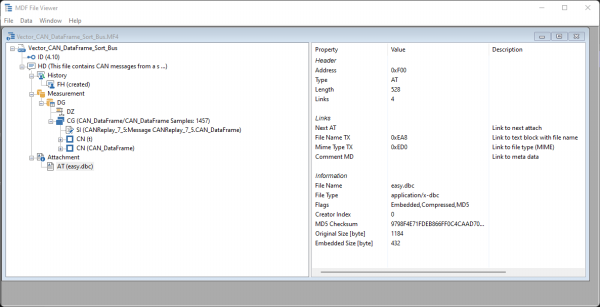 MDF File Viewer
File Data Window Help
Vector_CAN_DataFrame_Sort_Bus.MF4
Vector_CAN_DataFrame_Sort_Bus
ID (4.10)
HD (This file contains CAN messages from a s ...)
History
FH (created)
Measurement
DG
DZ
CG (CAN_DataFrame/CAN_DataFrame Samples: 1457)
SI (CANReplay_7_5:Message CANReplay_7_5.CAN_DataFrame)
CN (t)
CN (CAN_DataFrame)
Attachment
AT (easy.dbc)
Property Value Description
Header
Address 0xF00
Type AT
Length 528
Links 4
Links
Next AT Link to next attach
File Name TX 0xEA8 Link to text block with file name
Mime Type TX 0xED0 Link to file type (MIME)
Comment MD Link to meta data
Information
File Name easy.dbc
File Type application/x-dbc
Flags Embedded,Compressed,MD5
Creator Index 0
MD5 Checksum 9798F4E71FDEB866FF0C4CAAD70...
Original Size [byte] 1184
Embedded Size [byte] 432